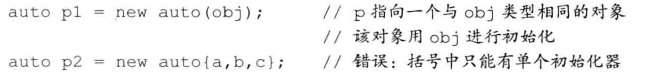 auto p1 = new auto(obj);    // p 指向一个与 obj 类型相同的对象
// 该对象用 obj 进行初始化
auto p2 = new auto{a,b,c};    // 错误：括号中只能有单个初始化器